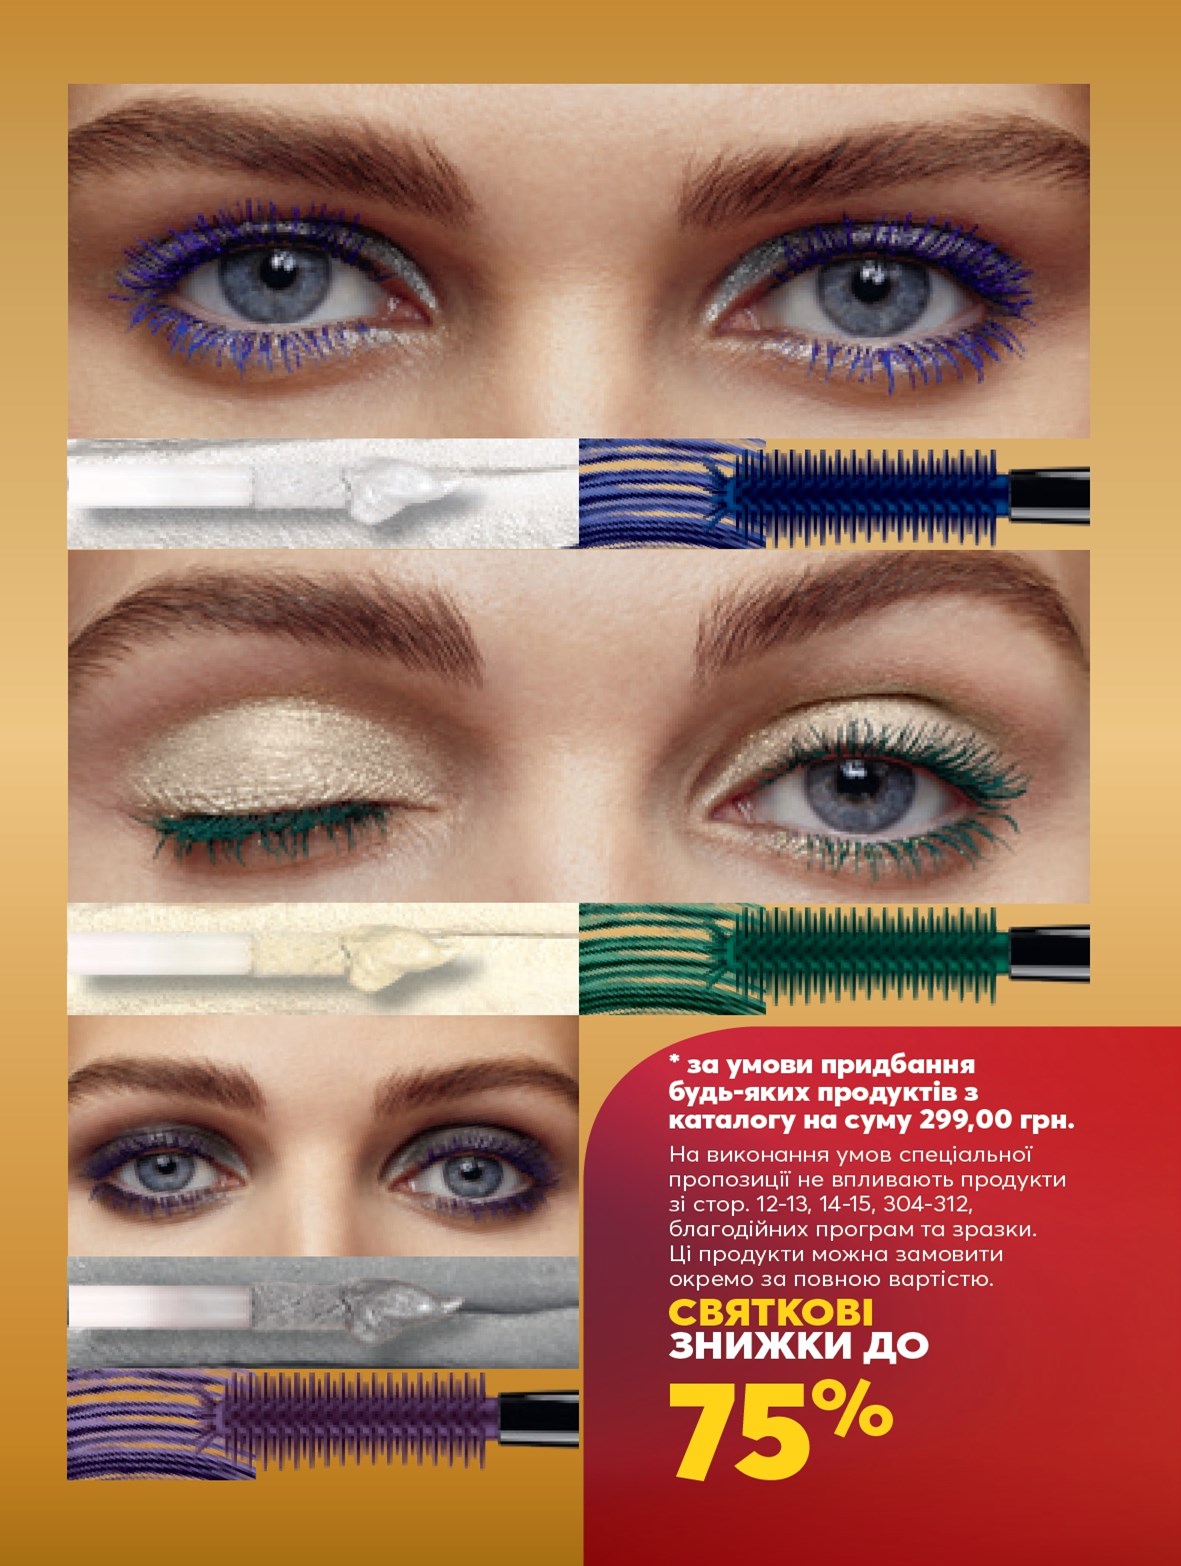 * за умови придбання
будь-яких продуктів з
каталогу на суму 299,00 грн.
На виконання умов спеціальної
пропозиції не впливають продукти
зі стор. 12-13, 14-15, 304-312,
благодійних програм та зразки.
Ці продукти можна замовити
окремо за повною вартістю.
СВЯТКОВІ
ЗНИЖКИ ДО
75%